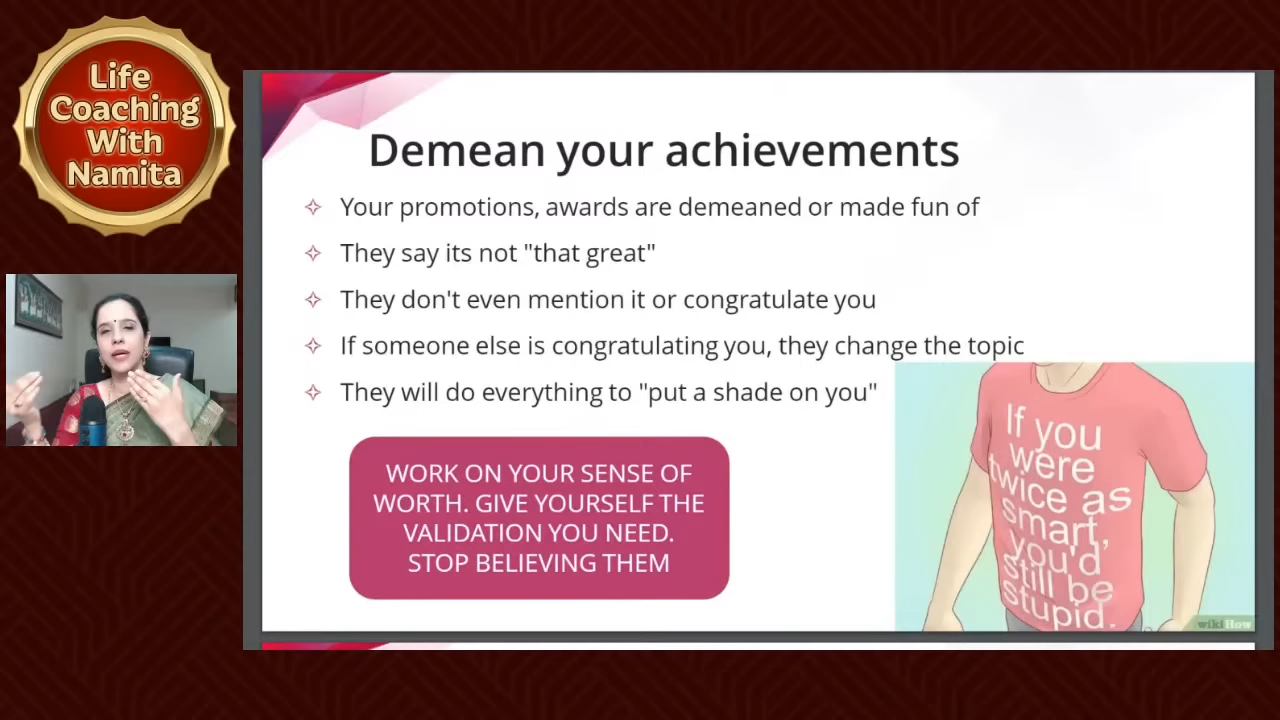 Life
Coaching
With
Namita
Demean your achievements
Your promotions, awards are demeaned or made fun of
They say its not "that great"
They don't even mention it or congratulate you
If someone else is congratulating you, they change the topic
They will do everything to "put a shade on you"
WORK ON YOUR SENSE OF
WORTH. GIVE YOURSELF THE
VALIDATION YOU NEED.
STOP BELIEVING THEM
If you
were
twice as
smart,
you'd
still be
stupid.
wikiHow